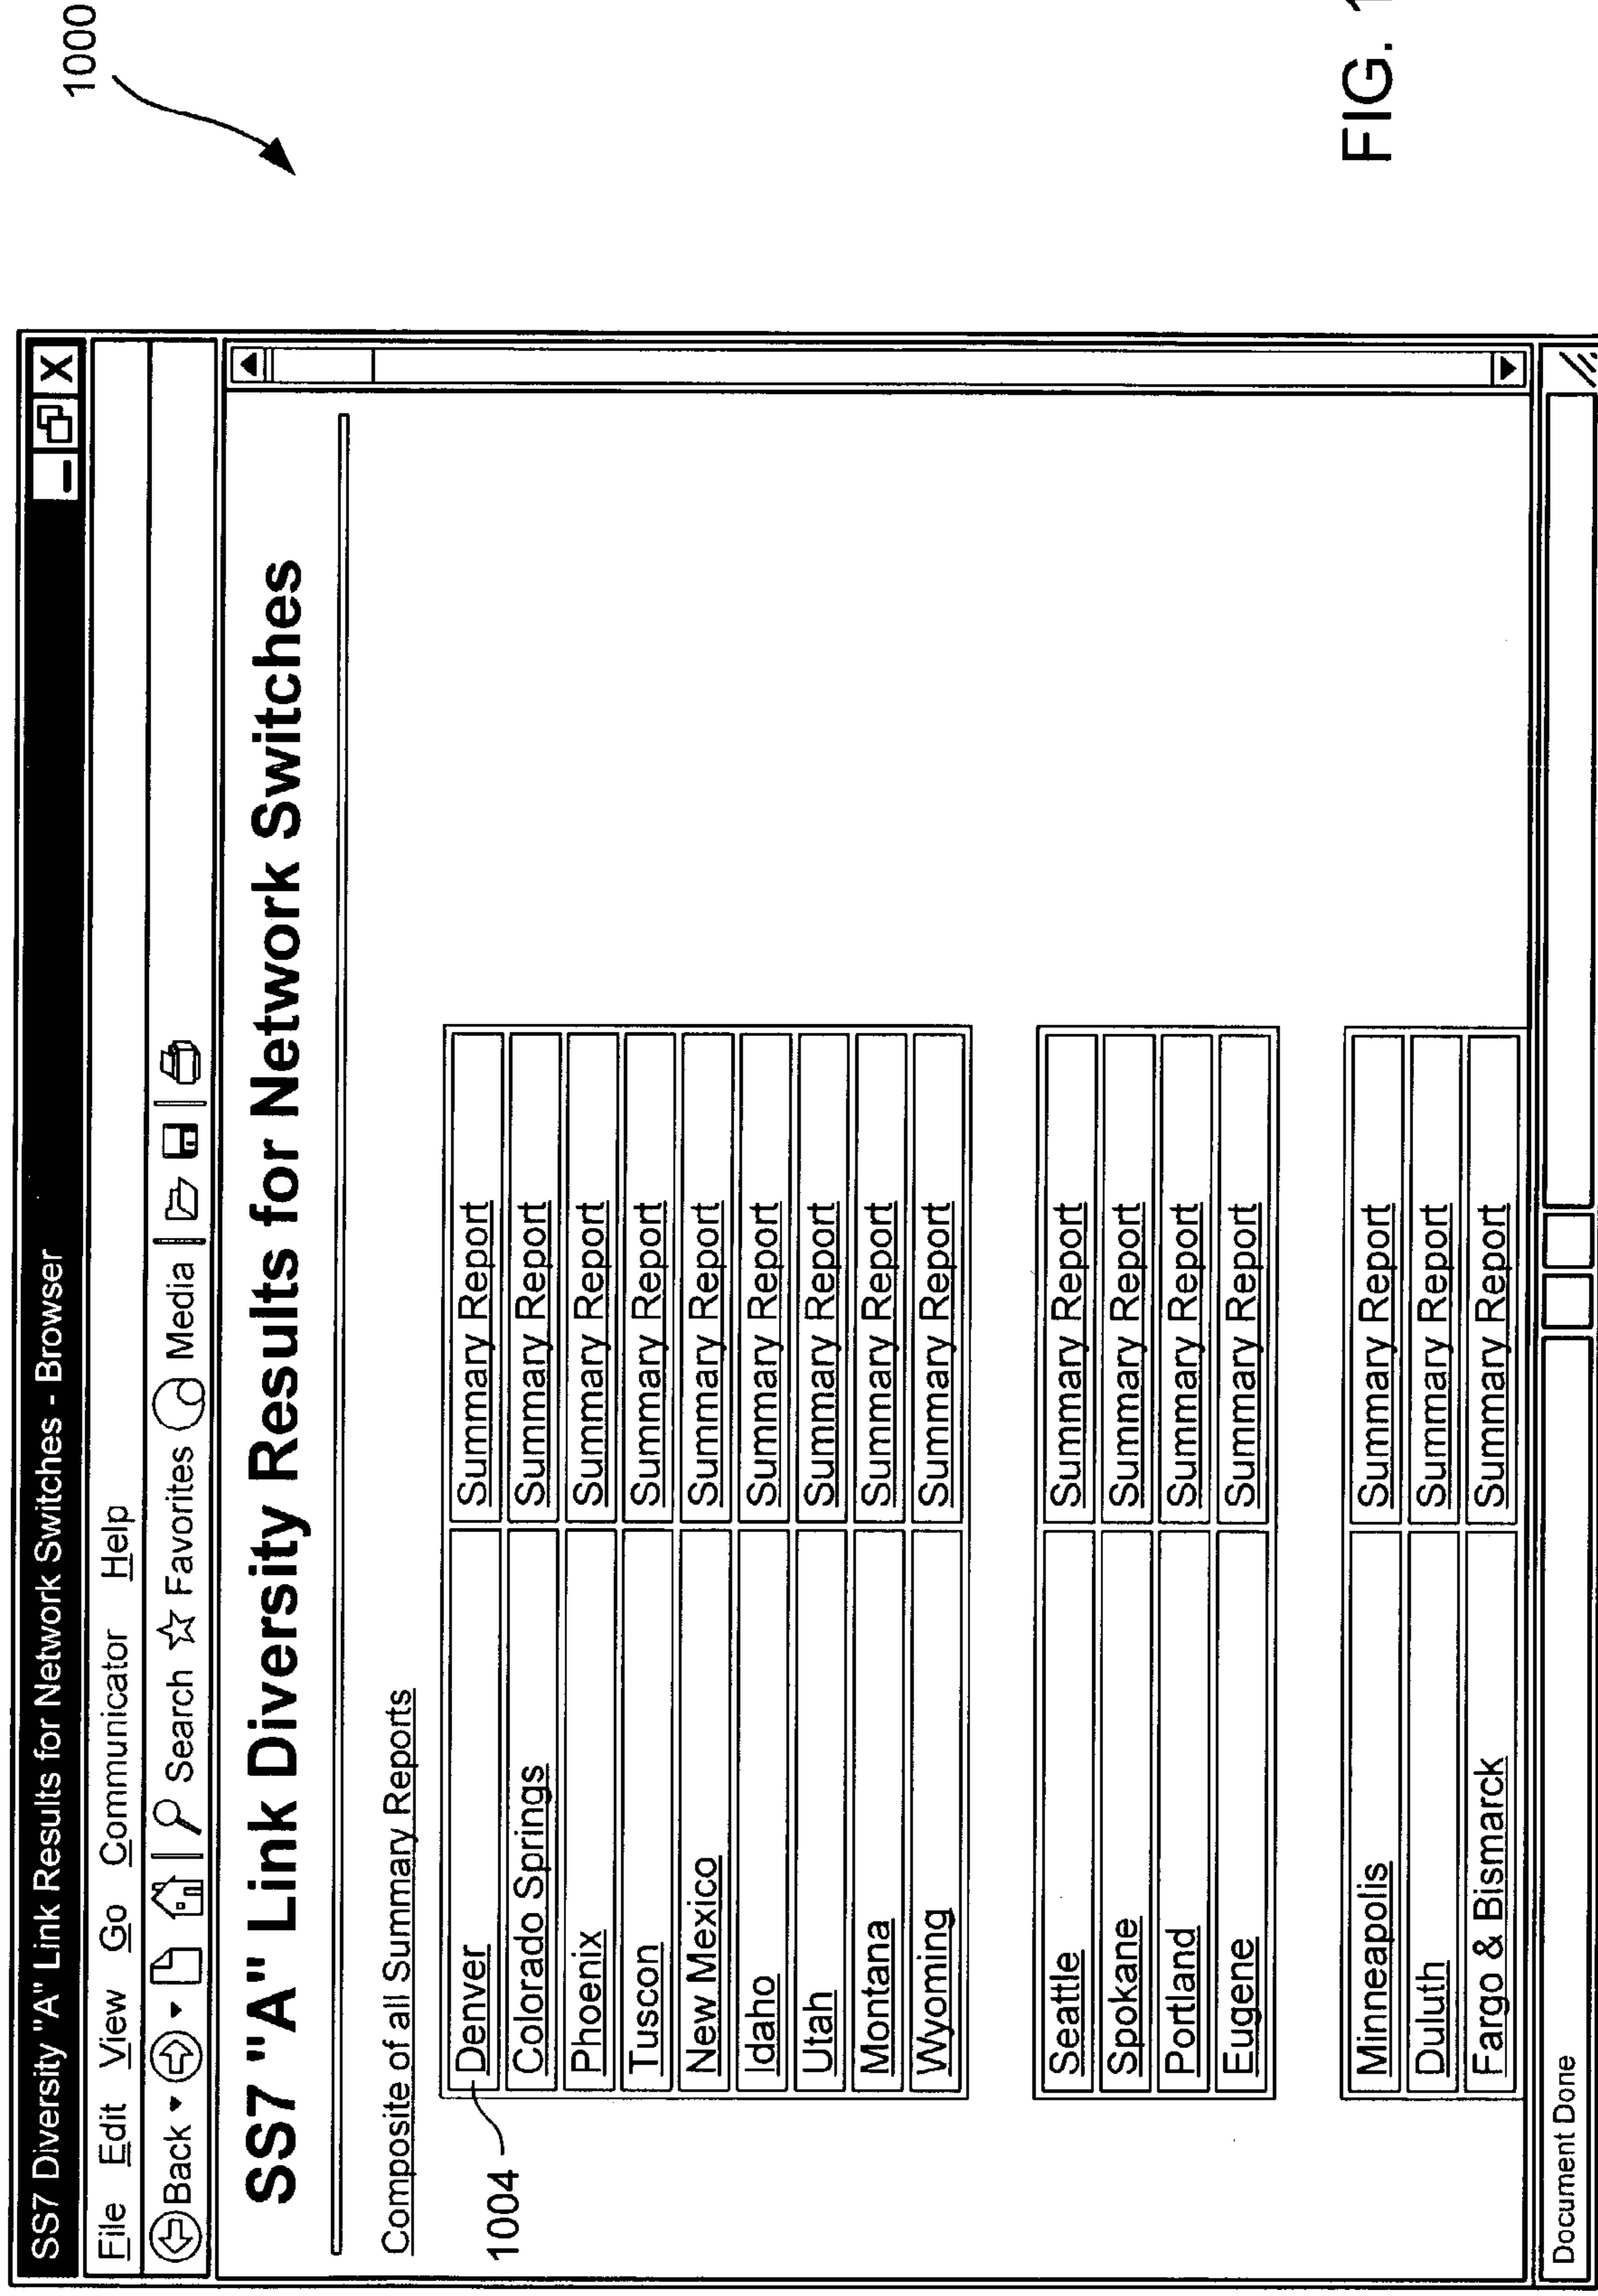 1000
SS7 Diversity "A" Link Results for Network Switches - Browser
X
File Edit View Go Communicator Help
Back Search Favorites Media
SS7 "A" Link Diversity Results for Network Switches
Composite of all Summary Reports
1004
Denver Summary Report
Colorado Springs Summary Report
Phoenix Summary Report
Tuscon Summary Report
New Mexico Summary Report
Idaho Summary Report
Utah Summary Report
Montana Summary Report
Wyoming Summary Report
Seattle Summary Report
Spokane Summary Report
Portland Summary Report
Eugene Summary Report
Minneapolis Summary Report
Duluth Summary Report
Fargo & Bismarck Summary Report
Document Done
FIG.